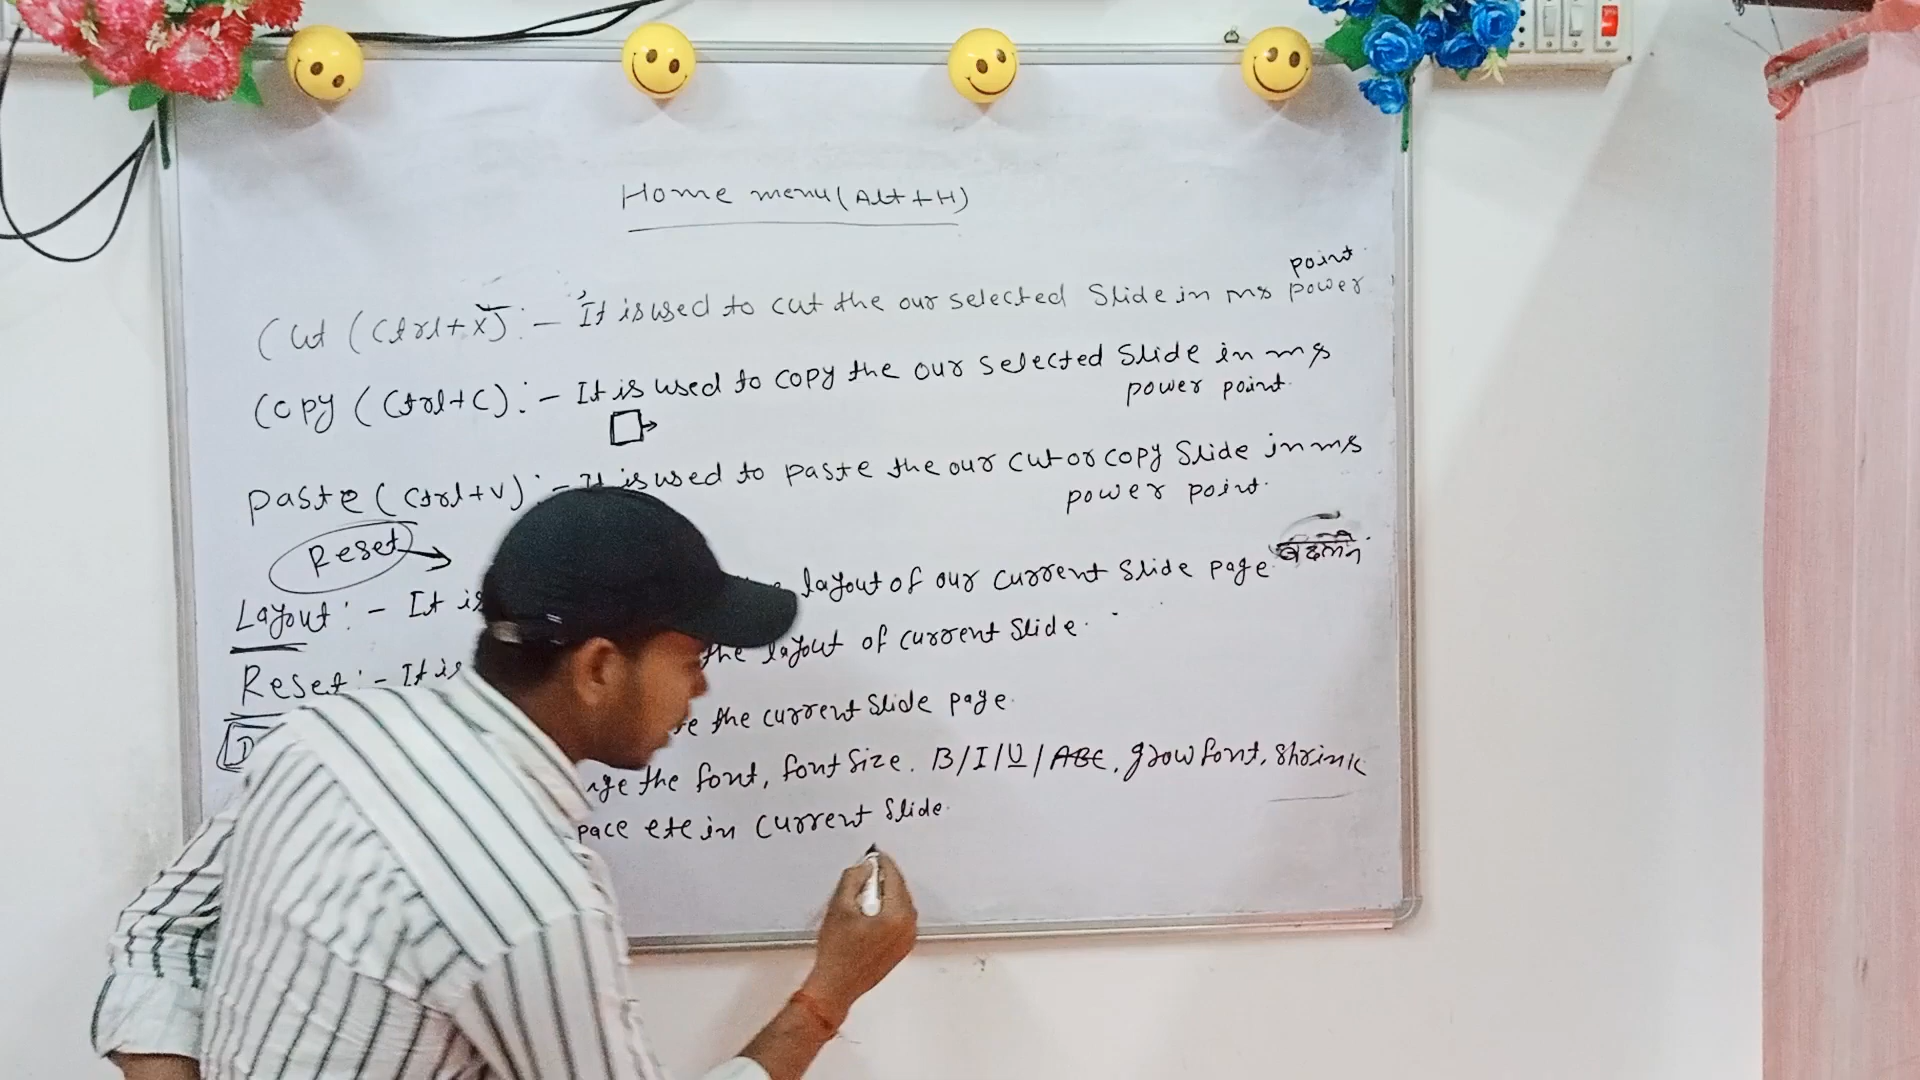 Home menu (Alt+H)
Cut (Ctrl+X) :- It is used to cut the our selected Slide in ms power point
Copy (Ctrl+C) :- It is used to copy the our selected Slide in ms
power point.
paste (Ctrl+V) :- It is used to paste the our cut or copy Slide in ms
power point.
Reset
Layout :- It is layout of our current slide page.
Reset :- It is the layout of current slide.
the current slide page.
the font, font size. B/I/U/ABC, grow font, shrink
pace etc in current slide.